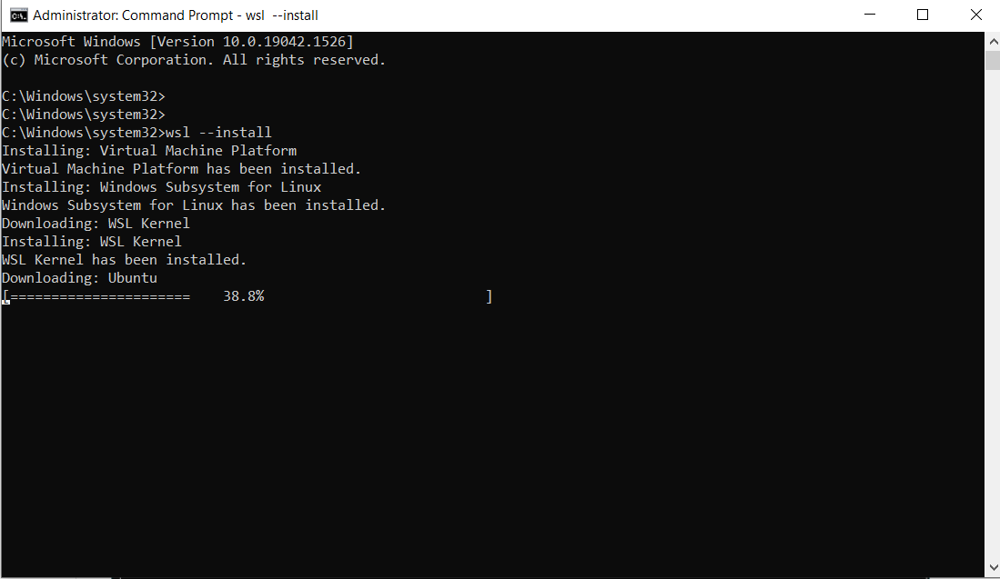 Administrator: Command Prompt - wsl  --install
Microsoft Windows [Version 10.0.19042.1526]
(c) Microsoft Corporation. All rights reserved.
C:\Windows\system32>
C:\Windows\system32>
C:\Windows\system32>wsl --install
Installing: Virtual Machine Platform
Virtual Machine Platform has been installed.
Installing: Windows Subsystem for Linux
Windows Subsystem for Linux has been installed.
Downloading: WSL Kernel
Installing: WSL Kernel
WSL Kernel has been installed.
Downloading: Ubuntu
[======================    38.8%                           ]